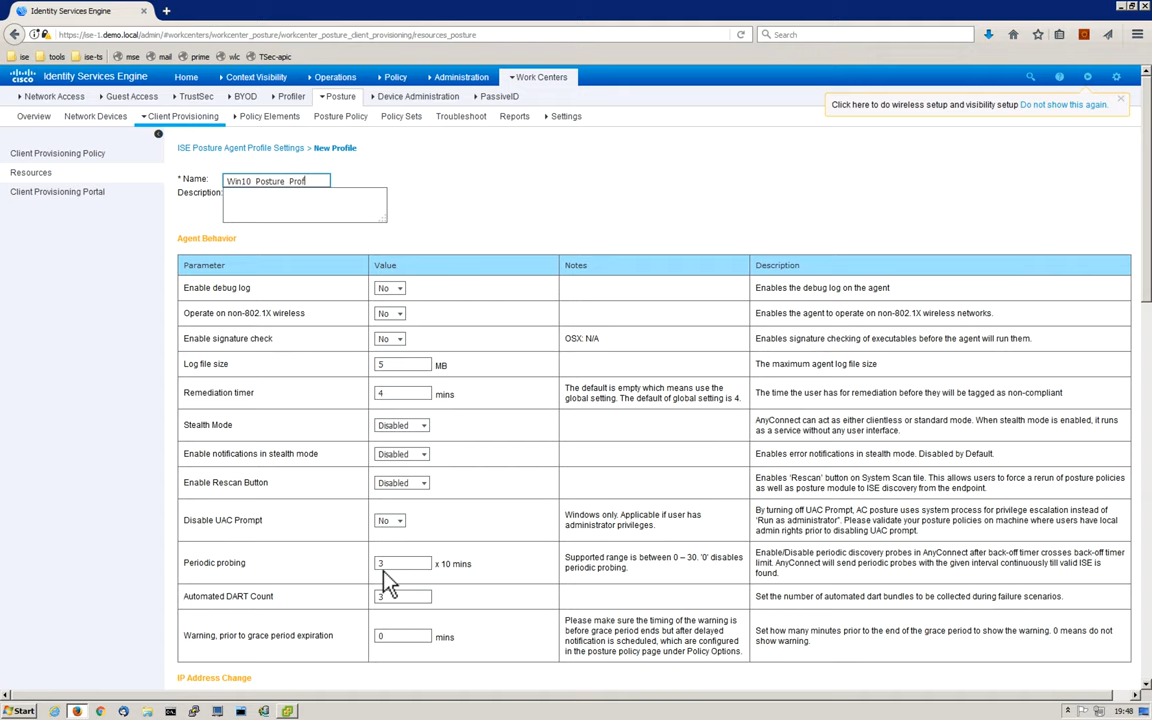 Identity Services Engine
https://ise-1.demo.local/admin/#workcenters/workcenter_posture/workcenter_posture_client_provisioning/resources_posture
Search
ise tools ise-ts mse mail prime wlc TSec-apic
CISCO Identity Services Engine Home Context Visibility Operations Policy Administration Work Centers
Network Access Guest Access TrustSec BYOD Profiler Posture Device Administration PassiveID
Click here to do wireless setup and visibility setup Do not show this again.
Overview Network Devices Client Provisioning Policy Elements Posture Policy Policy Sets Troubleshoot Reports Settings
Client Provisioning Policy
Resources
Client Provisioning Portal
ISE Posture Agent Profile Settings > New Profile
* Name: Win10_Posture_Prof
Description:
Agent Behavior
Parameter Value Notes Description
Enable debug log No Enables the debug log on the agent
Operate on non-802.1X wireless No Enables the agent to operate on non-802.1X wireless networks.
Enable signature check No OSX: N/A Enables signature checking of executables before the agent will run them.
Log file size 5 MB The maximum agent log file size
Remediation timer 4 mins The default is empty which means use the
global setting. The default of global setting is 4. The time the user has for remediation before they will be tagged as non-compliant
Stealth Mode Disabled AnyConnect can act as either clientless or standard mode. When stealth mode is enabled, it runs
as a service without any user interface.
Enable notifications in stealth mode Disabled Enables error notifications in stealth mode. Disabled by Default.
Enable Rescan Button Disabled Enables 'Rescan' button on System Scan tile. This allows users to force a rerun of posture policies
as well as posture module to ISE discovery from the endpoint.
Disable UAC Prompt No Windows only. Applicable if user has
administrator privileges. By turning off UAC Prompt, AC posture uses system process for privilege escalation instead of
"Run as administrator". Please validate your posture policies on machine where users have local
admin rights prior to disabling UAC prompt.
Periodic probing 3 x 10 mins Supported range is between 0 – 30. '0' disables
periodic probing. Enable/Disable periodic discovery probes in AnyConnect after back-off timer crosses back-off timer
limit. AnyConnect will send periodic probes with the given interval continuously till valid ISE is
found.
Automated DART Count 3 Set the number of automated dart bundles to be collected during failure scenarios.
Warning, prior to grace period expiration 0 mins Please make sure the timing of the warning is
before grace period ends but after delayed
notification is scheduled, which are configured
in the posture policy page under Policy Options. Set how many minutes prior to the end of the grace period to show the warning. 0 means do not
show warning.
IP Address Change
Start 19:48